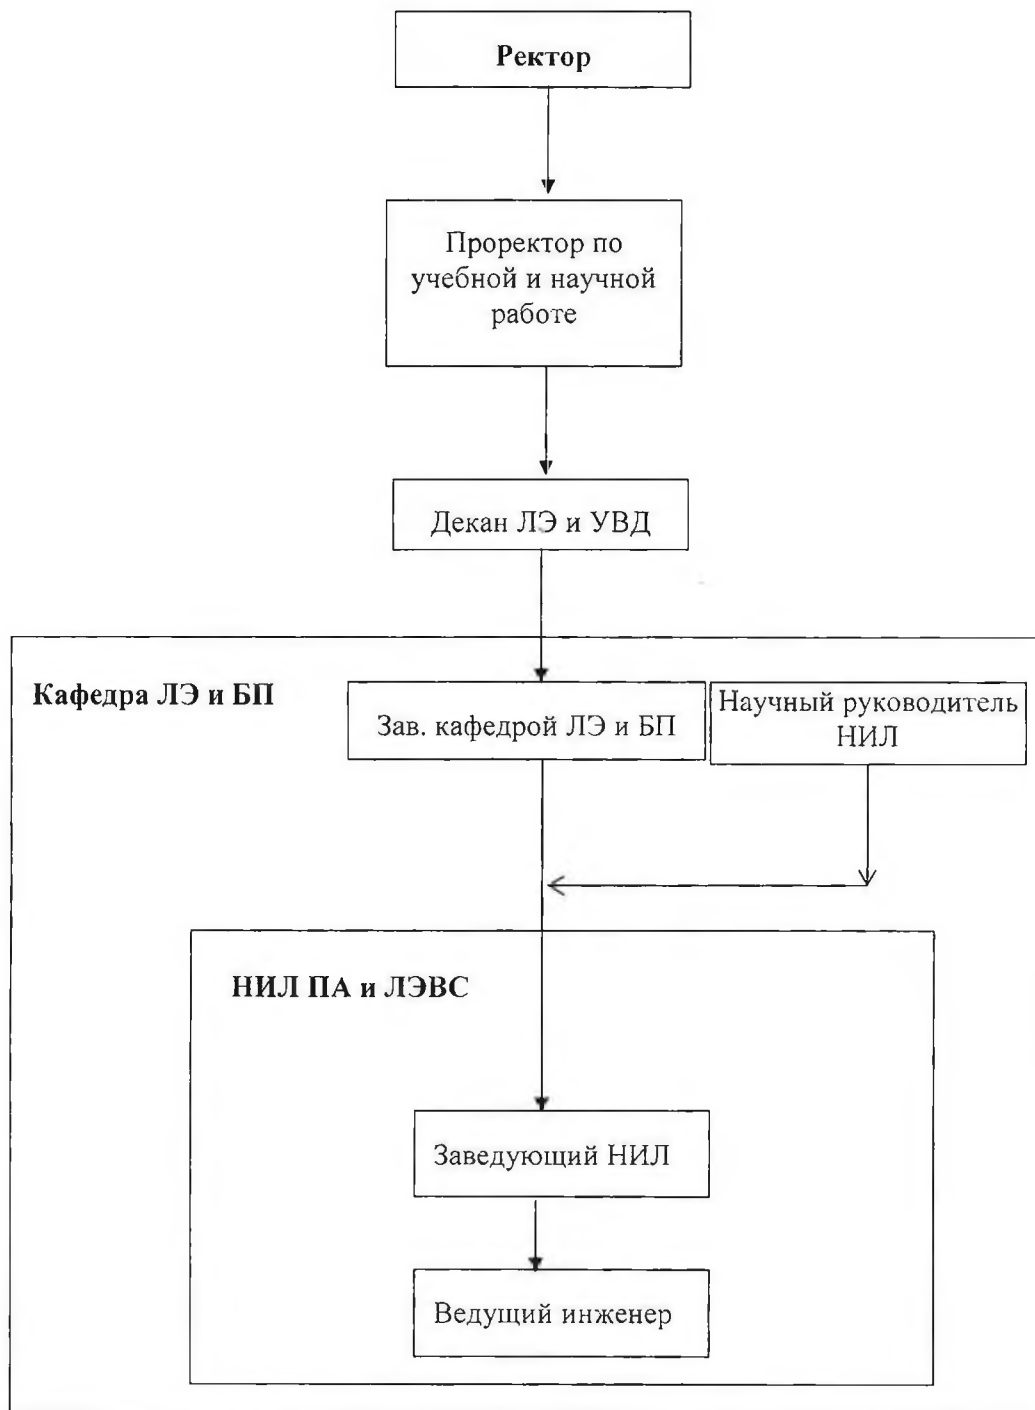 Ректор
Проректор по
учебной и научной
работе
Декан ЛЭ и УВД
Кафедра ЛЭ и БП
Зав. кафедрой ЛЭ и БП
Научный руководитель
НИЛ
НИЛ ПА и ЛЭВС
Заведующий НИЛ
Ведущий инженер